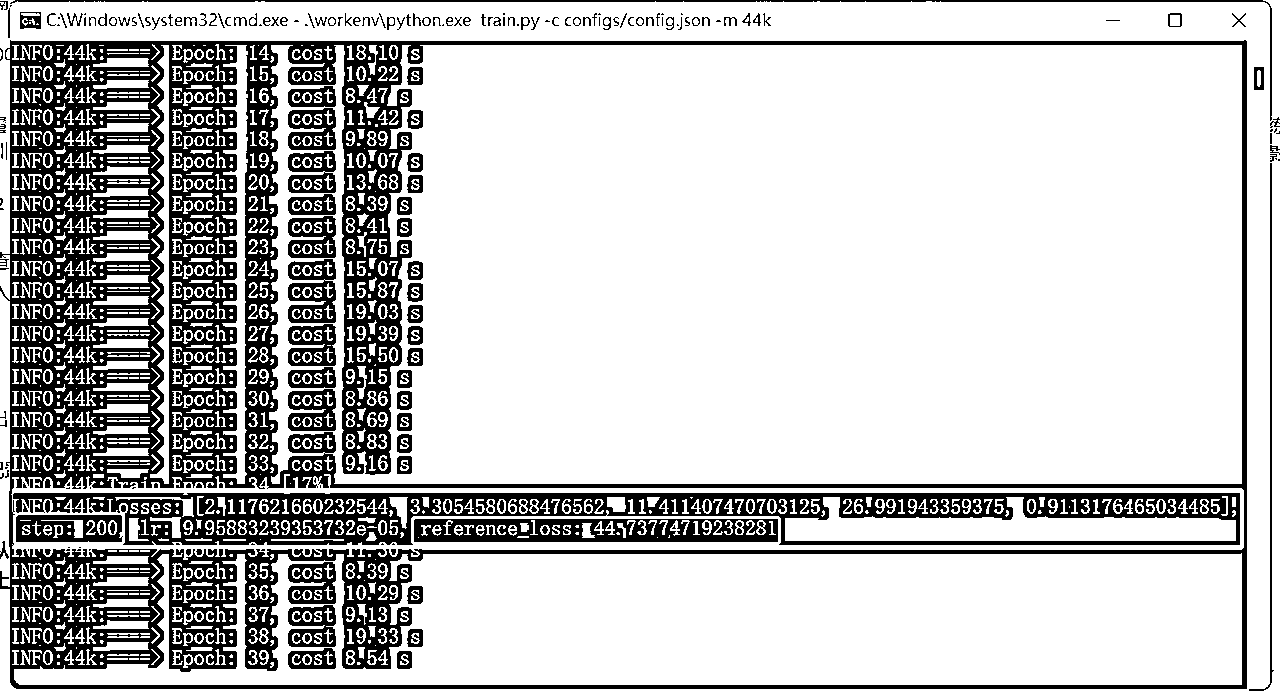 C:\Windows\system32\cmd.exe - .\workenv\python.exe train.py -c configs/config.json -m 44k
INFO:44k:====> Epoch: 14, cost 18.10 s
INFO:44k:====> Epoch: 15, cost 10.22 s
INFO:44k:====> Epoch: 16, cost 8.47 s
INFO:44k:====> Epoch: 17, cost 11.42 s
INFO:44k:====> Epoch: 18, cost 9.89 s
INFO:44k:====> Epoch: 19, cost 10.07 s
INFO:44k:====> Epoch: 20, cost 13.68 s
INFO:44k:====> Epoch: 21, cost 8.39 s
INFO:44k:====> Epoch: 22, cost 8.41 s
INFO:44k:====> Epoch: 23, cost 8.75 s
INFO:44k:====> Epoch: 24, cost 15.07 s
INFO:44k:====> Epoch: 25, cost 15.87 s
INFO:44k:====> Epoch: 26, cost 19.03 s
INFO:44k:====> Epoch: 27, cost 19.39 s
INFO:44k:====> Epoch: 28, cost 15.50 s
INFO:44k:====> Epoch: 29, cost 9.15 s
INFO:44k:====> Epoch: 30, cost 8.86 s
INFO:44k:====> Epoch: 31, cost 8.69 s
INFO:44k:====> Epoch: 32, cost 8.83 s
INFO:44k:====> Epoch: 33, cost 9.16 s
INFO:44k:Train Epoch: 34 [17%]
INFO:44k:Losses: [2.117621660232544, 3.3054580688476562, 11.411407470703125, 26.991943359375, 0.9113176465034485],
step: 200, lr: 9.95883239353732e-05, reference_loss: 44.73774719238281
INFO:44k:====> Epoch: 34, cost 11.30 s
INFO:44k:====> Epoch: 35, cost 8.39 s
INFO:44k:====> Epoch: 36, cost 10.29 s
INFO:44k:====> Epoch: 37, cost 9.13 s
INFO:44k:====> Epoch: 38, cost 19.33 s
INFO:44k:====> Epoch: 39, cost 8.54 s